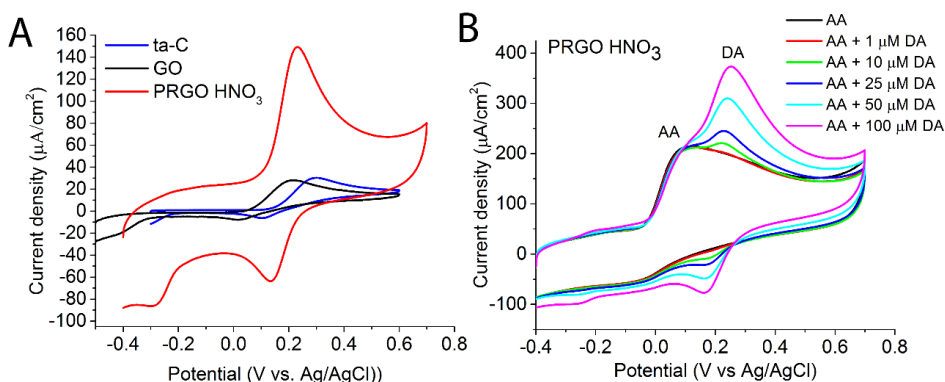 A
ta-C
GO
PRGO HNO₃
160
140
120
100
80
60
40
20
0
-20
-40
-60
-80
-100
Current density (μA/cm²)
-0.4 -0.2 0.0 0.2 0.4 0.6 0.8
Potential (V vs. Ag/AgCl))
B
PRGO HNO₃
AA
AA + 1 μM DA
AA + 10 μM DA
AA + 25 μM DA
AA + 50 μM DA
AA + 100 μM DA
AA
DA
400
300
200
100
0
-100
Current density (μA/cm²)
-0.4 -0.2 0.0 0.2 0.4 0.6 0.8
Potential (V vs. Ag/AgCl)